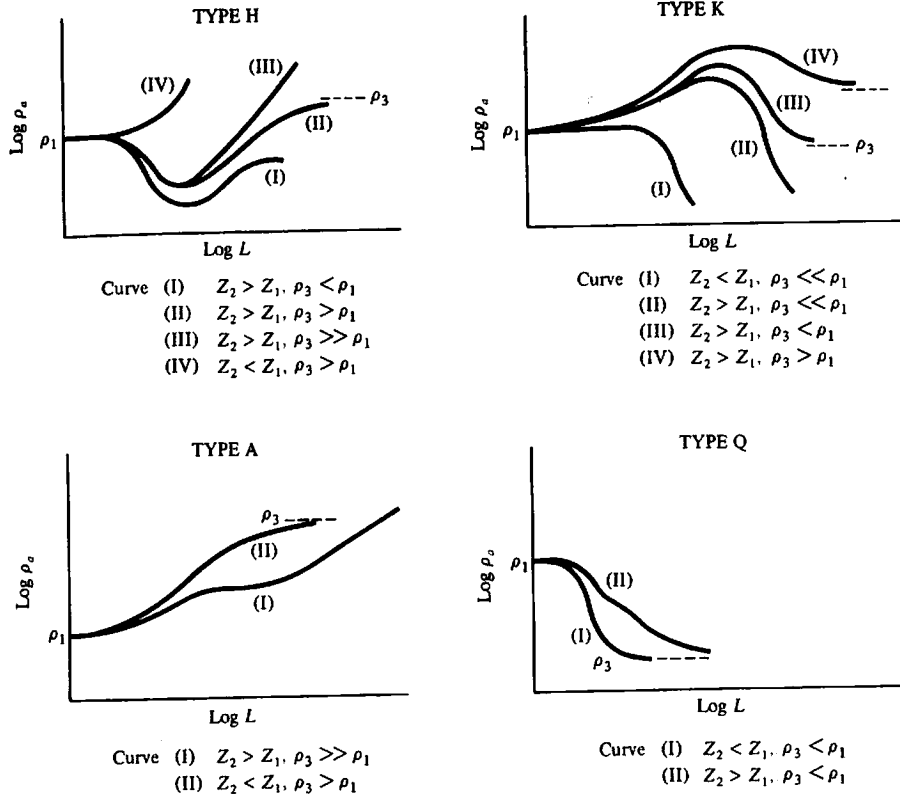 TYPE H
Log ρa
ρ1
(IV)
(III)
ρ3
(II)
(I)
Log L
Curve (I) Z2 > Z1, ρ3 < ρ1
(II) Z2 > Z1, ρ3 > ρ1
(III) Z2 > Z1, ρ3 >> ρ1
(IV) Z2 < Z1, ρ3 > ρ1
TYPE K
Log ρa
ρ1
(IV)
(III)
ρ3
(II)
(I)
Log L
Curve (I) Z2 < Z1, ρ3 << ρ1
(II) Z2 > Z1, ρ3 << ρ1
(III) Z2 > Z1, ρ3 < ρ1
(IV) Z2 > Z1, ρ3 > ρ1
TYPE A
Log ρa
ρ3
(II)
(I)
ρ1
Log L
Curve (I) Z2 > Z1, ρ3 >> ρ1
(II) Z2 < Z1, ρ3 > ρ1
TYPE Q
Log ρa
ρ1
(II)
(I)
ρ3
Log L
Curve (I) Z2 < Z1, ρ3 < ρ1
(II) Z2 > Z1, ρ3 < ρ1